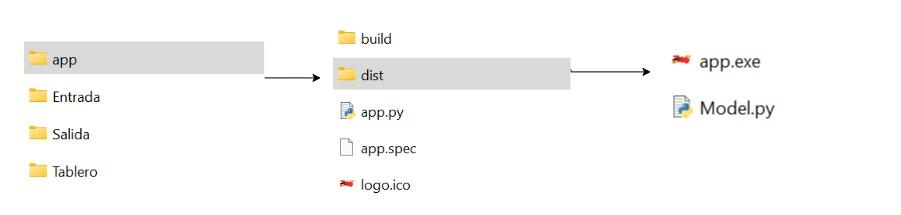 app
Entrada
Salida
Tablero
build
dist
app.py
app.spec
logo.ico
app.exe
Model.py